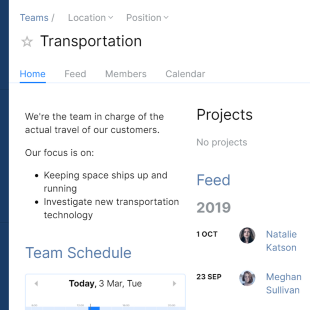 Teams / Location Position
Transportation
Home Feed Members Calendar
We're the team in charge of the
actual travel of our customers.
Our focus is on:
Keeping space ships up and
running
Investigate new transportation
technology
Team Schedule
Today, 3 Mar, Tue
Projects
No projects
Feed
2019
1 OCT Natalie
Katson
23 SEP Meghan
Sullivan